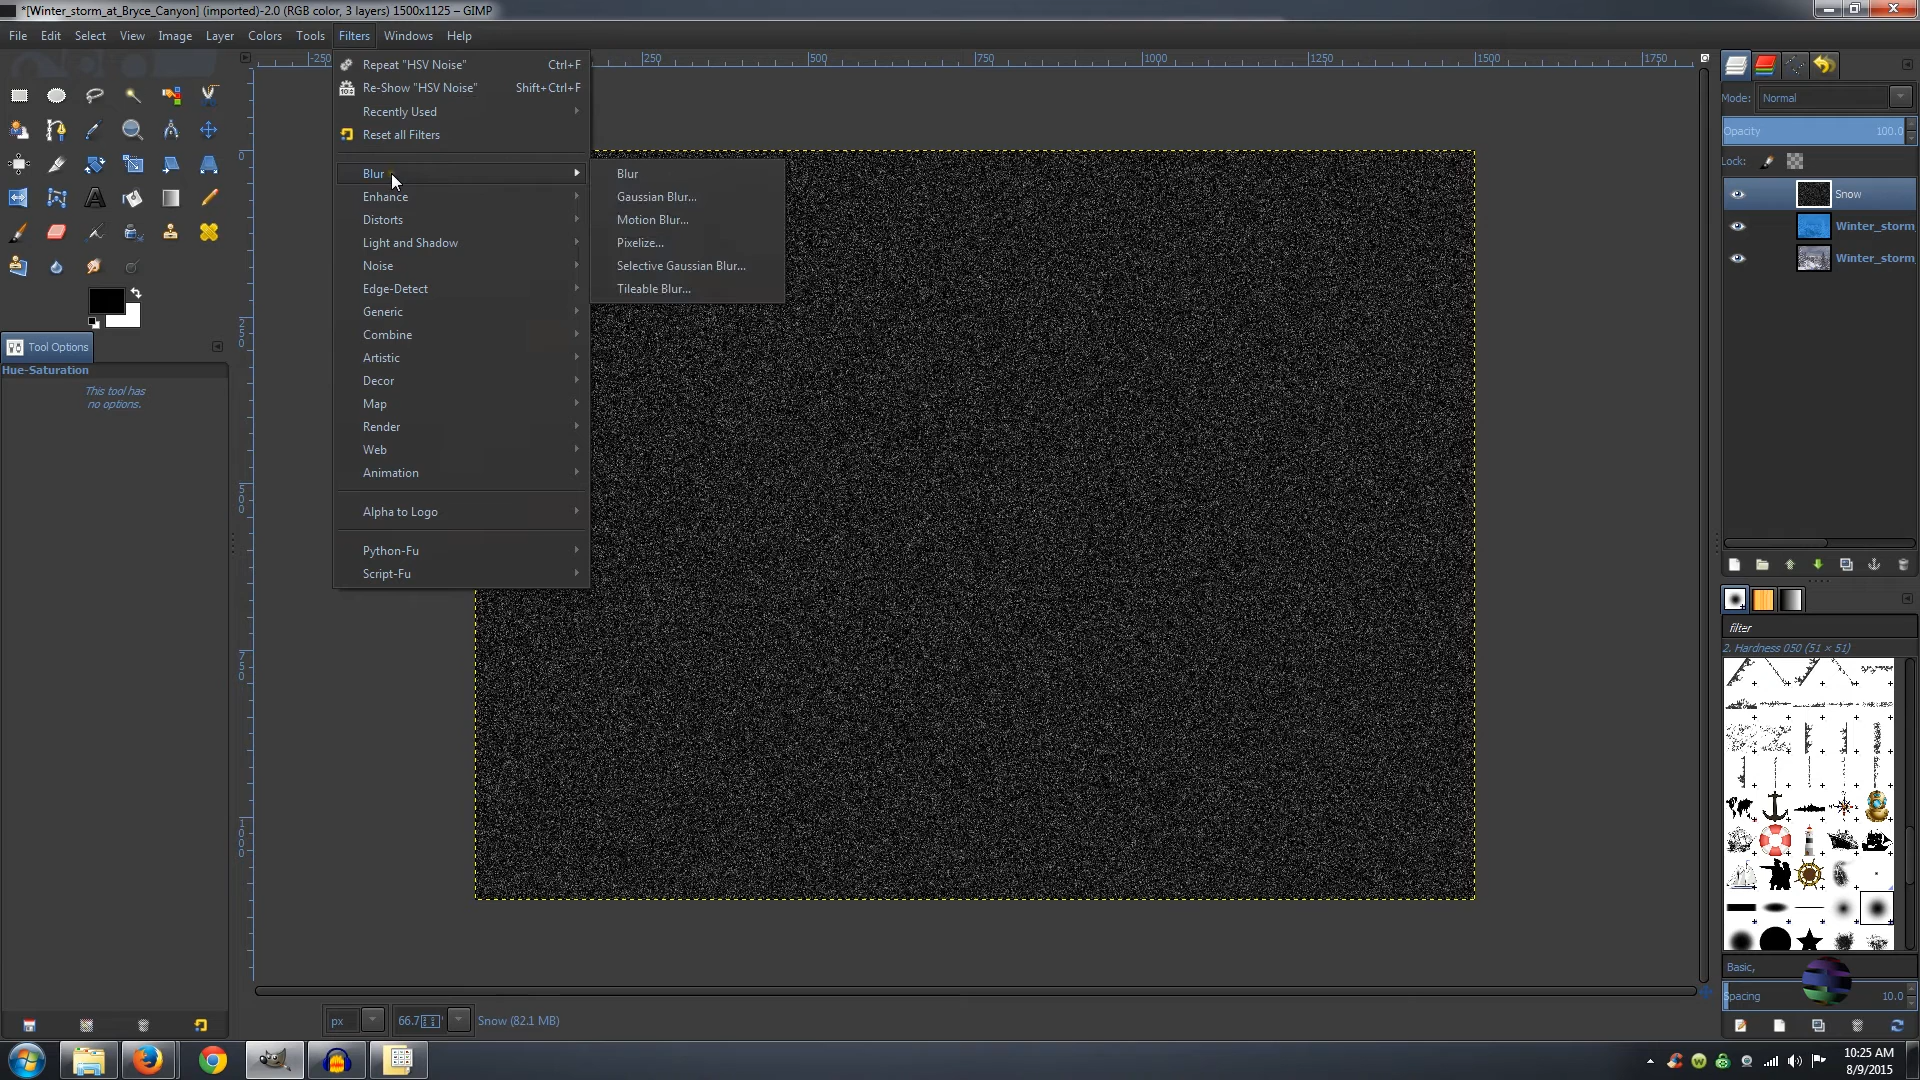 *[Winter_storm_at_Bryce_Canyon] (imported)-2.0 (RGB color, 3 layers) 1500x1125 – GIMP
File Edit Select View Image Layer Colors Tools Filters Windows Help
-250 250 500 750 1000 1250 1500 1750
Repeat "HSV Noise" Ctrl+F
Re-Show "HSV Noise" Shift+Ctrl+F
Recently Used
Reset all Filters
Blur
Enhance
Distorts
Light and Shadow
Noise
Edge-Detect
Generic
Combine
Artistic
Decor
Map
Render
Web
Animation
Alpha to Logo
Python-Fu
Script-Fu
Blur
Gaussian Blur...
Motion Blur...
Pixelize...
Selective Gaussian Blur...
Tileable Blur...
Tool Options
Hue-Saturation
This tool has
no options.
0
250
500
750
1000
Mode: Normal
Opacity 100.0
Lock:
Snow
Winter_storm
Winter_storm
filter
2. Hardness 050 (51 × 51)
Basic,
Spacing 10.0
px 66.7 Snow (82.1 MB)
10:25 AM
8/9/2015